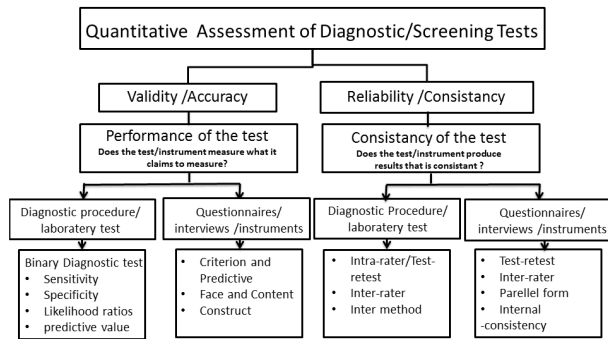 Quantitative Assessment of Diagnostic/Screening Tests
Validity /Accuracy
Reliability /Consistancy
Performance of the test
Does the test/instrument measure what it
claims to measure?
Consistancy of the test
Does the test/instrument produce
results that is consistant ?
Diagnostic procedure/
laboratery test
Questionnaires/
interviews /instruments
Diagnostic Procedure/
laboratery test
Questionnaires/
interviews /instruments
Binary Diagnostic test
• Sensitivity
• Specificity
• Likelihood ratios
• predictive value
• Criterion and
Predictive
• Face and Content
• Construct
• Intra-rater/Test-
retest
• Inter-rater
• Inter method
• Test-retest
• Inter-rater
• Parellel form
• Internal
-consistency